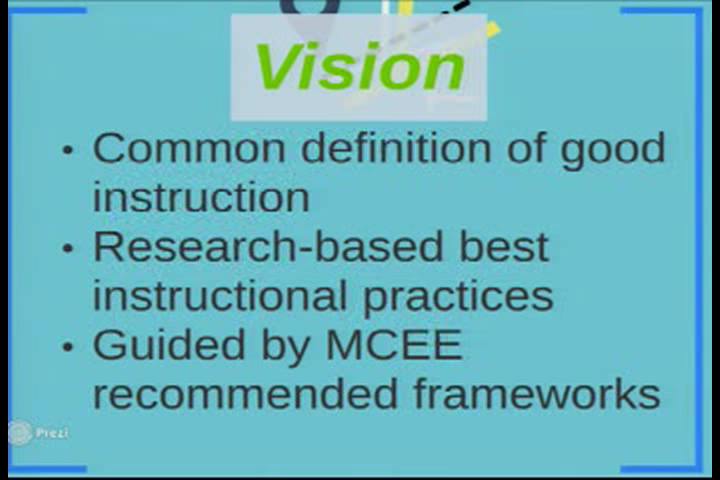 Vision
• Common definition of good
instruction
• Research-based best
instructional practices
• Guided by MCEE
recommended frameworks
Prezi